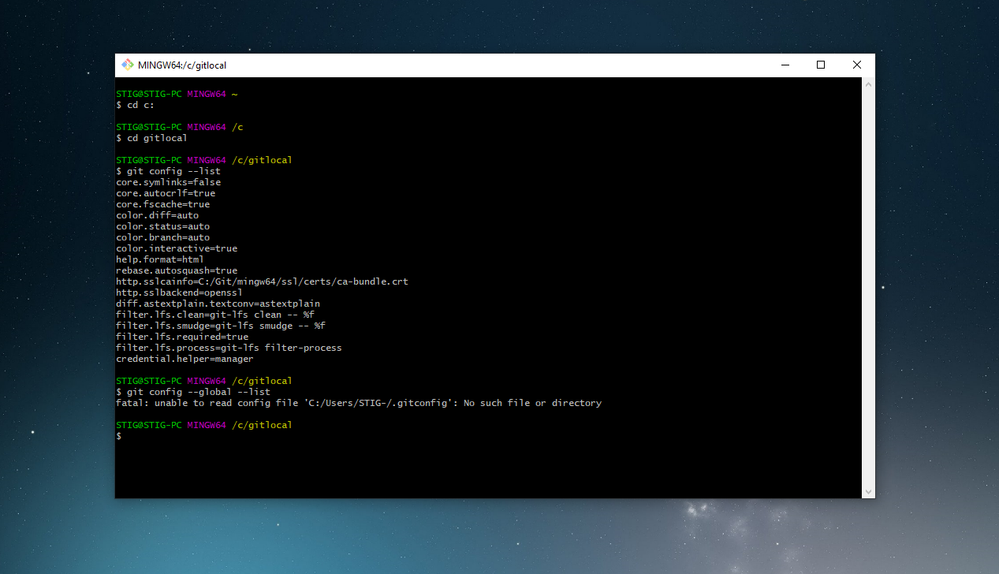 MINGW64:/c/gitlocal
STIG@STIG-PC MINGW64 ~
$ cd c:
STIG@STIG-PC MINGW64 /c
$ cd gitlocal
STIG@STIG-PC MINGW64 /c/gitlocal
$ git config --list
core.symlinks=false
core.autocrlf=true
core.fscache=true
color.diff=auto
color.status=auto
color.branch=auto
color.interactive=true
help.format=html
rebase.autosquash=true
http.sslcainfo=C:/Git/mingw64/ssl/certs/ca-bundle.crt
http.sslbackend=openssl
diff.astextplain.textconv=astextplain
filter.lfs.clean=git-lfs clean -- %f
filter.lfs.smudge=git-lfs smudge -- %f
filter.lfs.required=true
filter.lfs.process=git-lfs filter-process
credential.helper=manager
STIG@STIG-PC MINGW64 /c/gitlocal
$ git config --global --list
fatal: unable to read config file 'C:/Users/STIG-/.gitconfig': No such file or directory
STIG@STIG-PC MINGW64 /c/gitlocal
$